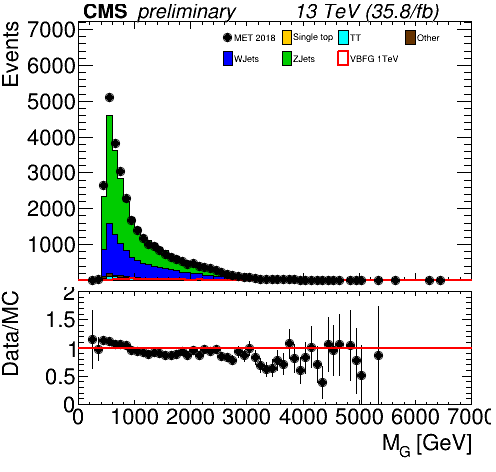 CMS preliminary 13 TeV (35.8/fb)
Events
7000
6000
5000
4000
3000
2000
1000
MET 2018 Single top TT Other
WJets ZJets VBFG 1TeV
Data/MC
2
1.5
1
0.5
0
0 1000 2000 3000 4000 5000 6000 7000
M_G [GeV]